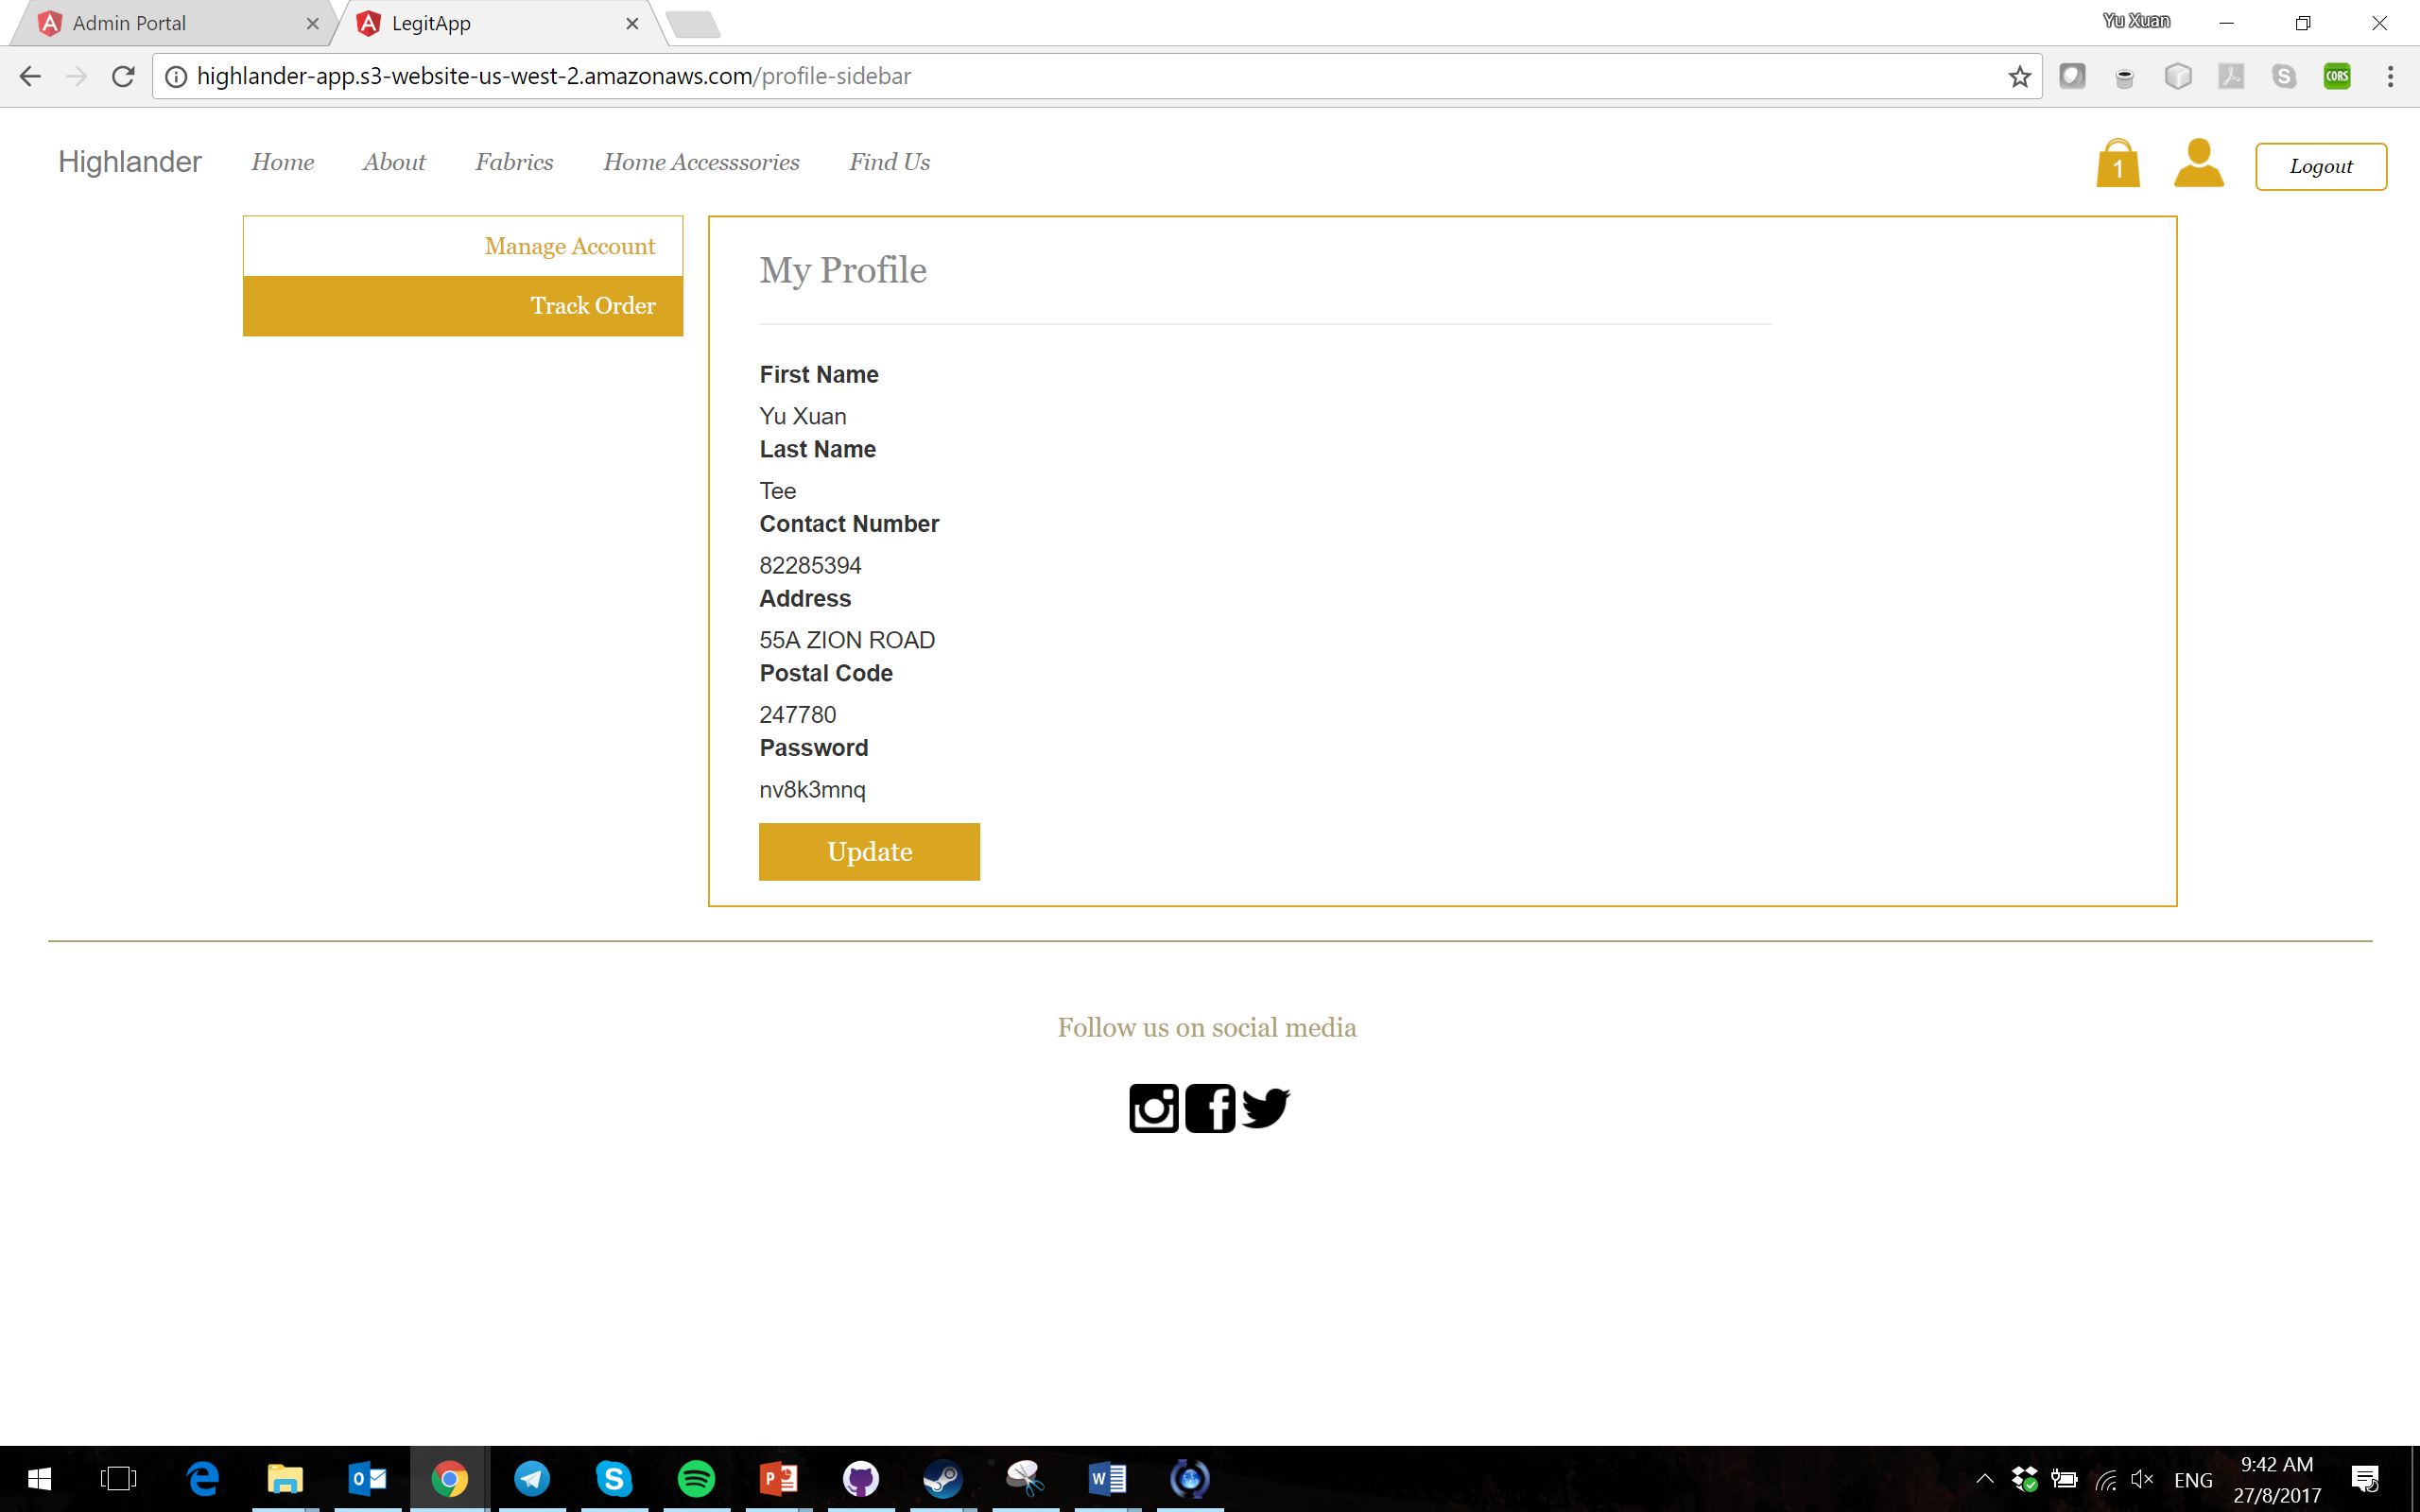 Admin Portal
LegitApp
Yu Xuan
highlander-app.s3-website-us-west-2.amazonaws.com/profile-sidebar
CORS
Highlander Home About Fabrics Home Accesssories Find Us 1 Logout
Manage Account
Track Order
My Profile
First Name
Yu Xuan
Last Name
Tee
Contact Number
82285394
Address
55A ZION ROAD
Postal Code
247780
Password
nv8k3mnq
Update
Follow us on social media
ENG
9:42 AM
27/8/2017